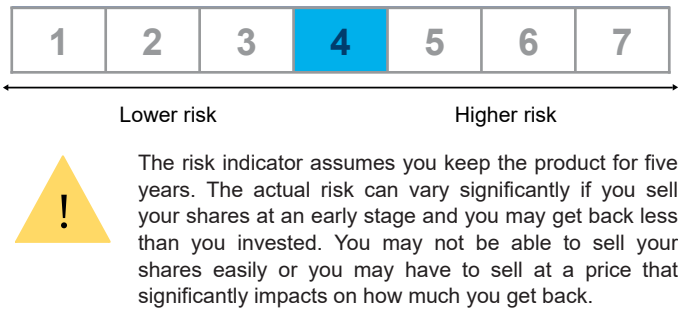 1 2 3 4 5 6 7
Lower risk Higher risk
!
The risk indicator assumes you keep the product for five
years. The actual risk can vary significantly if you sell
your shares at an early stage and you may get back less
than you invested. You may not be able to sell your
shares easily or you may have to sell at a price that
significantly impacts on how much you get back.